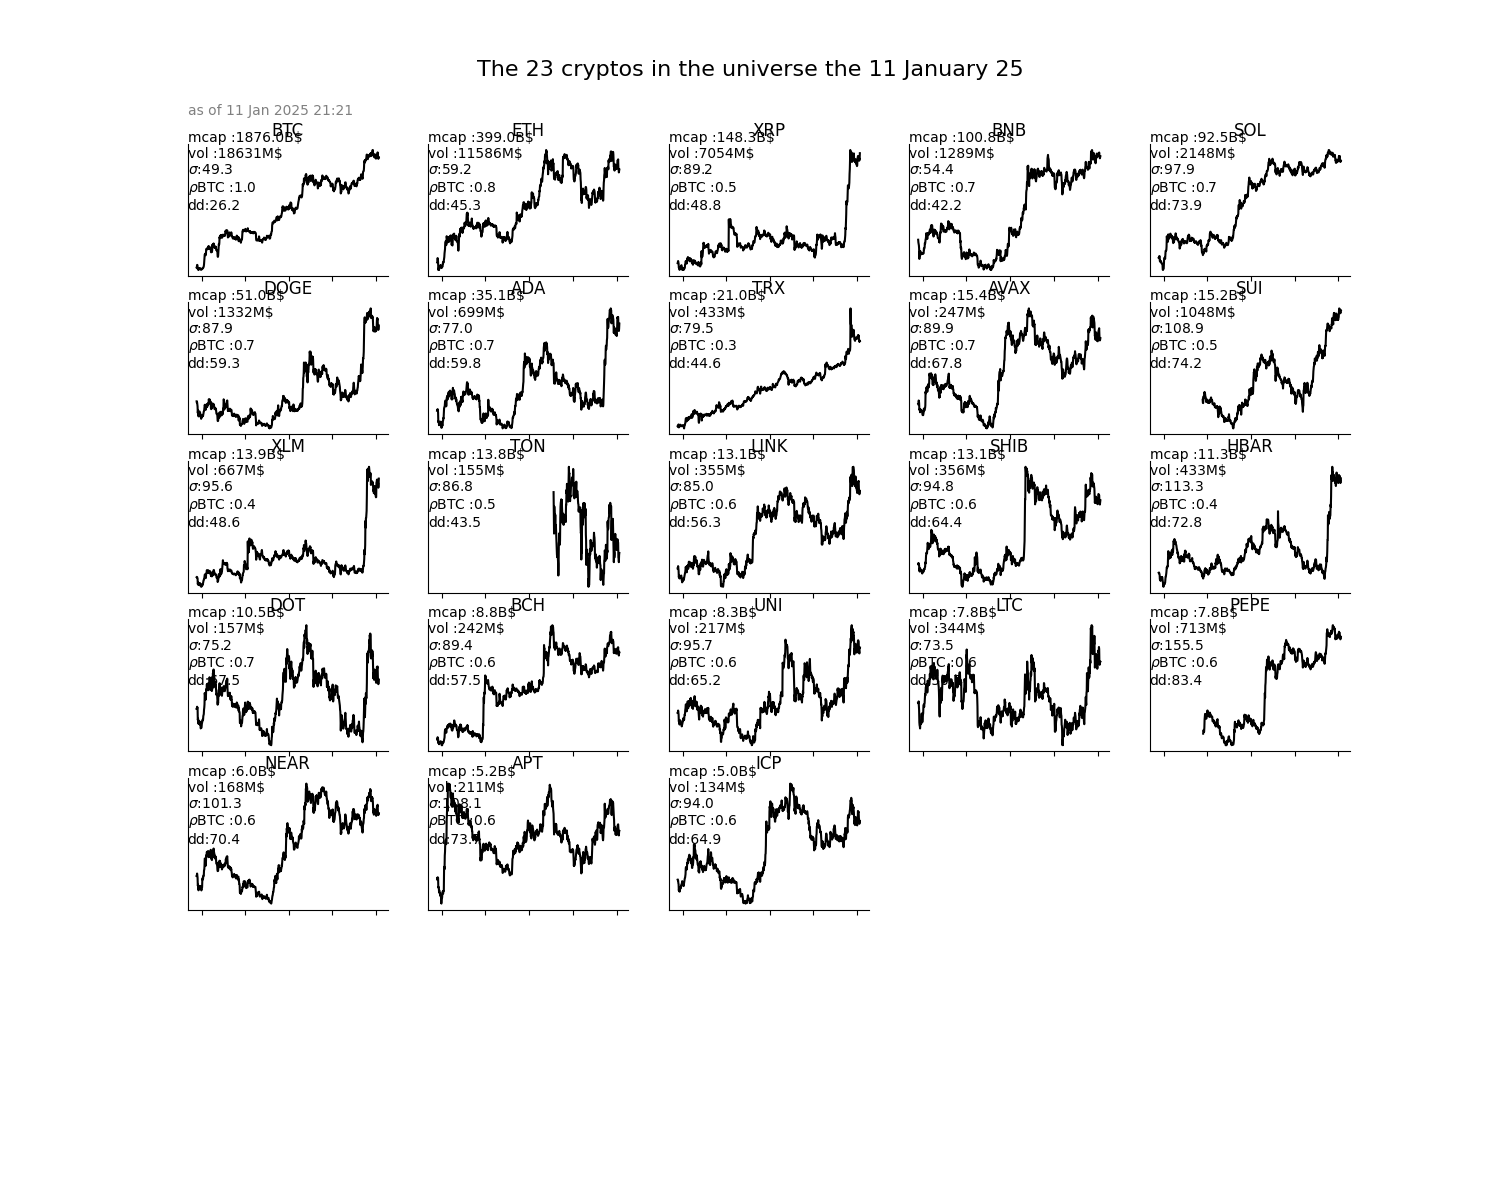 The 23 cryptos in the universe the 11 January 25
as of 11 Jan 2025 21:21
BTC
mcap :1876.0B$
vol :18631M$
σ:49.3
ρBTC :1.0
dd:26.2
ETH
mcap :399.0B$
vol :11586M$
σ:59.2
ρBTC :0.8
dd:45.3
XRP
mcap :148.3B$
vol :7054M$
σ:89.2
ρBTC :0.5
dd:48.8
BNB
mcap :100.8B$
vol :1289M$
σ:54.4
ρBTC :0.7
dd:42.2
SOL
mcap :92.5B$
vol :2148M$
σ:97.9
ρBTC :0.7
dd:73.9
DOGE
mcap :51.0B$
vol :1332M$
σ:87.9
ρBTC :0.7
dd:59.3
ADA
mcap :35.1B$
vol :699M$
σ:77.0
ρBTC :0.7
dd:59.8
TRX
mcap :21.0B$
vol :433M$
σ:79.5
ρBTC :0.3
dd:44.6
AVAX
mcap :15.4B$
vol :247M$
σ:89.9
ρBTC :0.7
dd:67.8
SUI
mcap :15.2B$
vol :1048M$
σ:108.9
ρBTC :0.5
dd:74.2
XLM
mcap :13.9B$
vol :667M$
σ:95.6
ρBTC :0.4
dd:48.6
TON
mcap :13.8B$
vol :155M$
σ:86.8
ρBTC :0.5
dd:43.5
LINK
mcap :13.1B$
vol :355M$
σ:85.0
ρBTC :0.6
dd:56.3
SHIB
mcap :13.1B$
vol :356M$
σ:94.8
ρBTC :0.6
dd:64.4
HBAR
mcap :11.3B$
vol :433M$
σ:113.3
ρBTC :0.4
dd:72.8
DOT
mcap :10.5B$
vol :157M$
σ:75.2
ρBTC :0.7
BCH
mcap :8.8B$
vol :242M$
σ:89.4
ρBTC :0.6
dd:57.5
UNI
mcap :8.3B$
vol :217M$
σ:95.7
ρBTC :0.6
dd:65.2
LTC
mcap :7.8B$
vol :344M$
σ:73.5
ρBTC :0.6
PEPE
mcap :7.8B$
vol :713M$
σ:155.5
ρBTC :0.6
dd:83.4
NEAR
mcap :6.0B$
vol :168M$
σ:101.3
ρBTC :0.6
dd:70.4
APT
mcap :5.2B$
vol :211M$
σ:108.1
ρBTC :0.6
ICP
mcap :5.0B$
vol :134M$
σ:94.0
ρBTC :0.6
dd:64.9